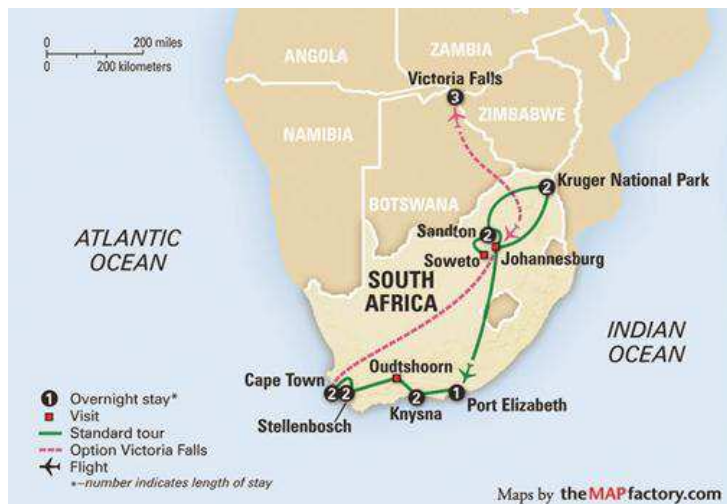 0 200 miles
0 200 kilometers
ANGOLA
ZAMBIA
Victoria Falls
3
ZIMBABWE
NAMIBIA
BOTSWANA
2
Kruger National Park
ATLANTIC
OCEAN
Sandton
2
Soweto
Johannesburg
SOUTH
AFRICA
INDIAN
OCEAN
Oudtshoorn
Cape Town
2
2
Stellenbosch
2
Knysna
1
Port Elizabeth
1 Overnight stay*
Visit
Standard tour
Option Victoria Falls
Flight
*–number indicates length of stay
Maps by theMAPfactory.com